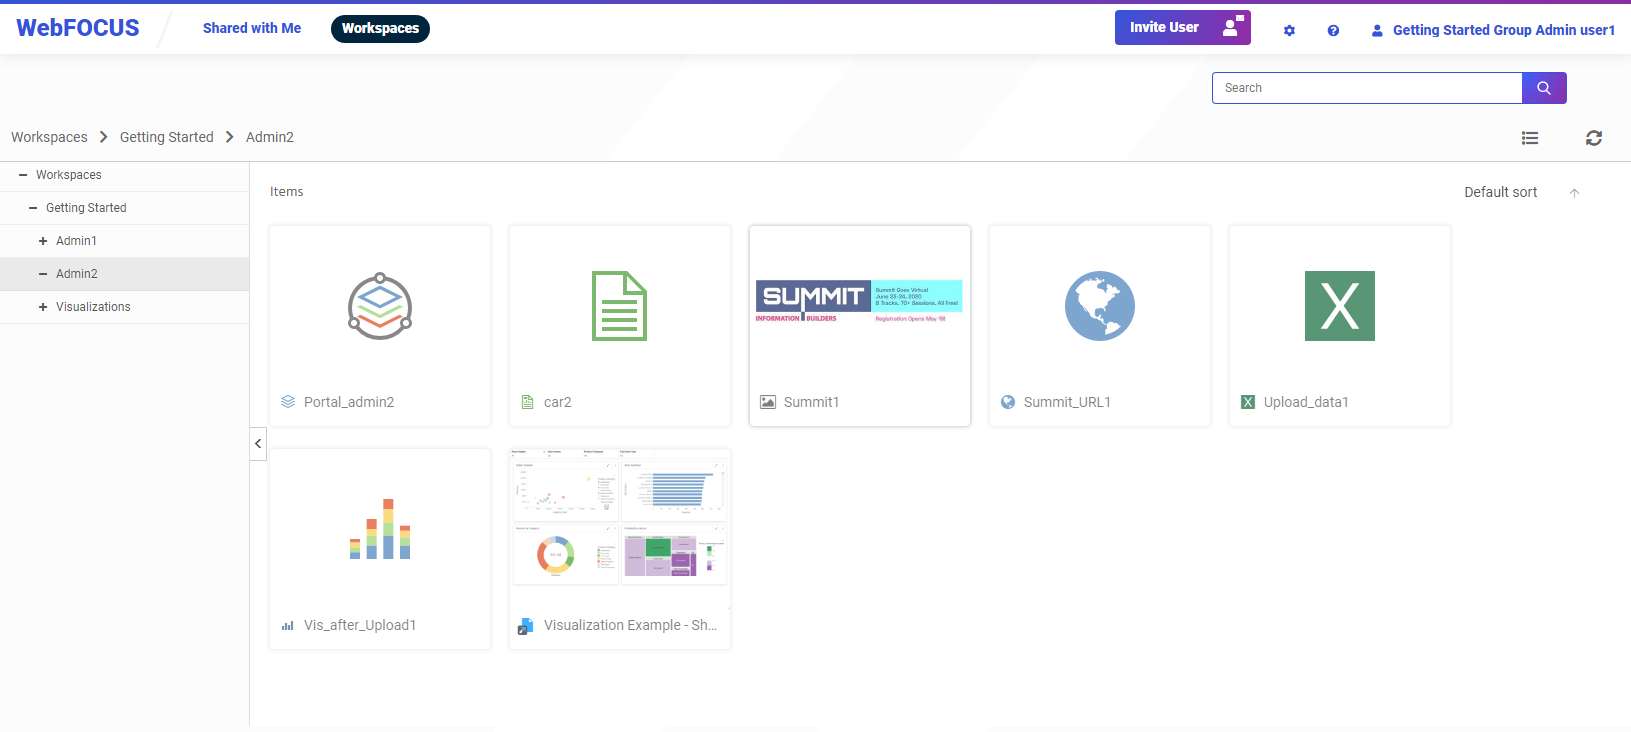 WebFOCUS
Shared with Me
Workspaces
Invite User
Getting Started Group Admin user1
Search
Workspaces
Getting Started
Admin2
Workspaces
Getting Started
Admin1
Admin2
Visualizations
Items
Default sort
SUMMIT
Summit Goes Virtual
June 23-24, 2020
8 Tracks. 70+ Sessions. All Free!
INFORMATION BUILDERS
Registration Opens May 19!
Portal_admin2
car2
Summit1
Summit_URL1
Upload_data1
Vis_after_Upload1
Visualization Example - Sh...